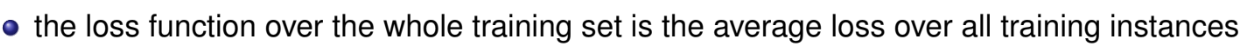 the loss function over the whole training set is the average loss over all training instances